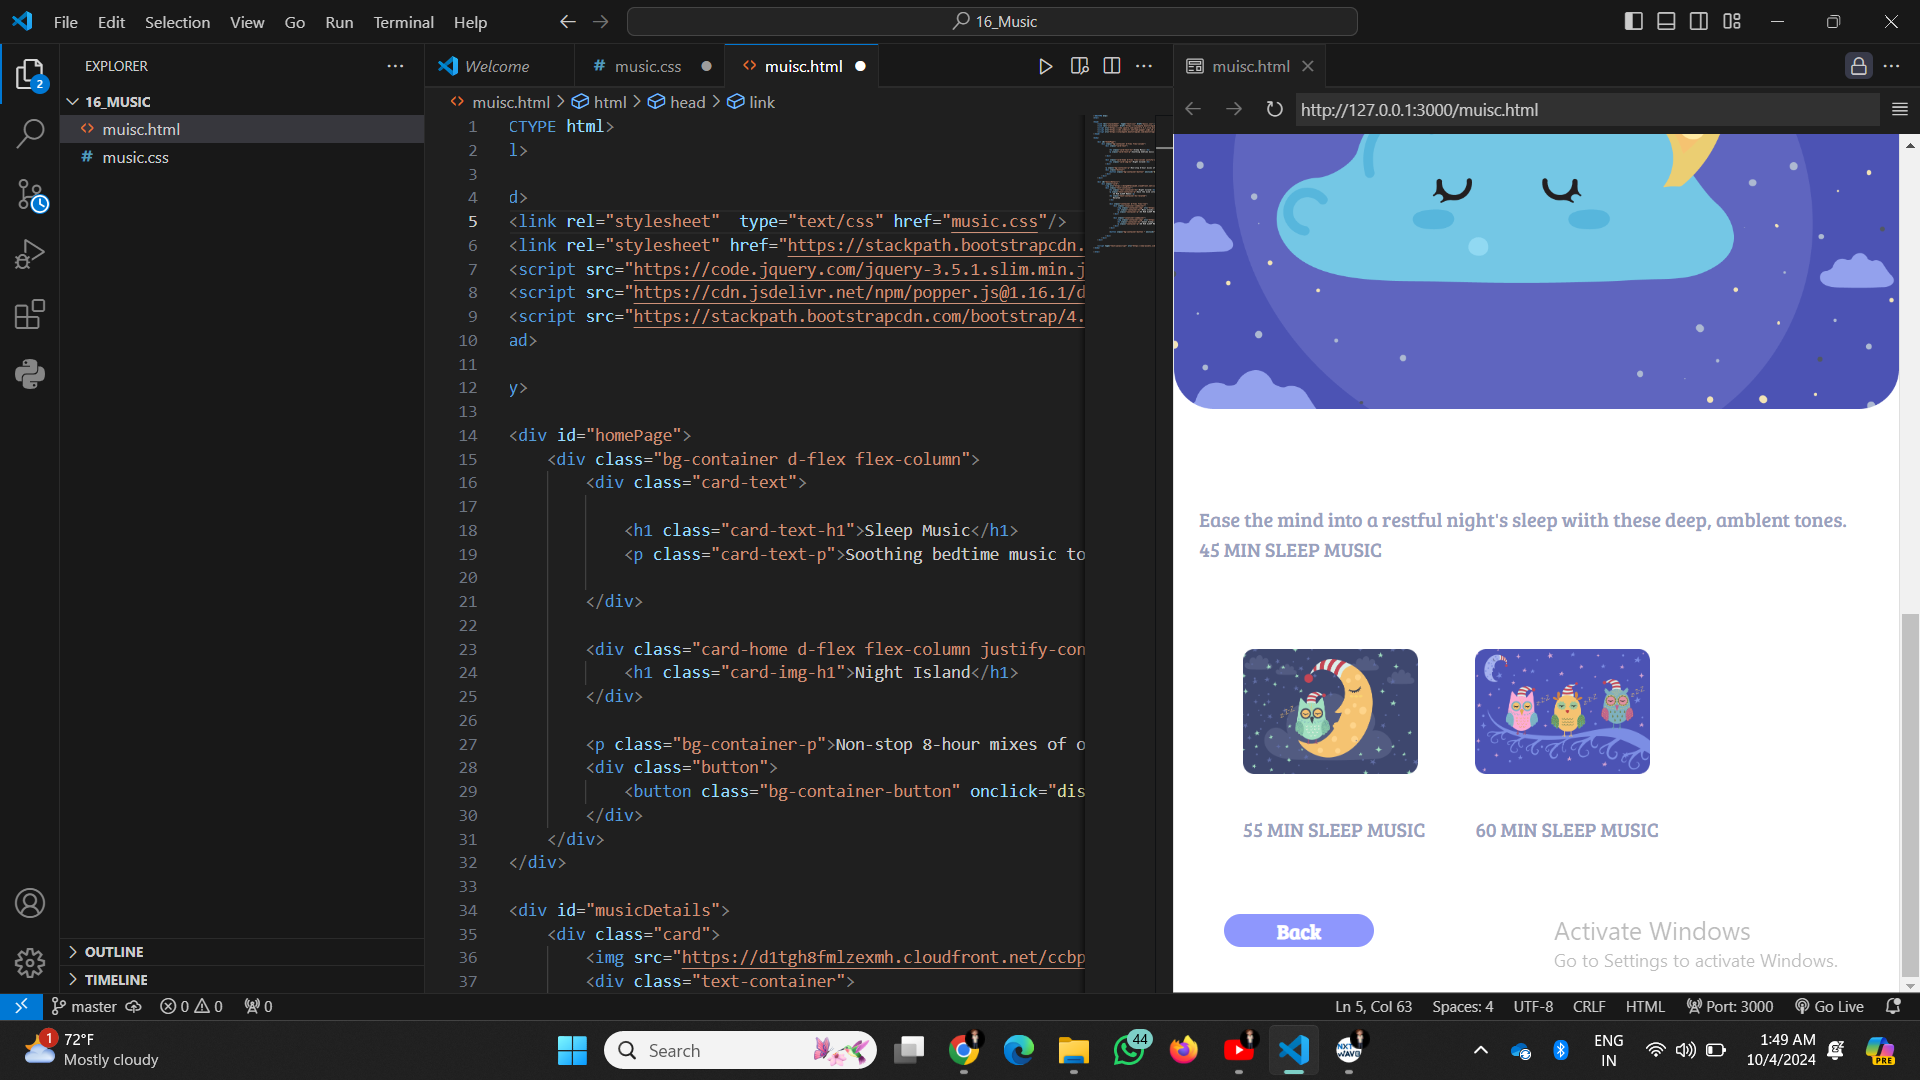 File Edit Selection View Go Run Terminal Help
16_Music
EXPLORER
2
16_MUSIC
muisc.html
music.css
OUTLINE
TIMELINE
Welcome
# music.css
<> muisc.html
<> muisc.html > html > head > link
1 CTYPE html>
2 l>
3
4 d>
5 <link rel="stylesheet"  type="text/css" href="music.css"/>
6 <link rel="stylesheet" href="https://stackpath.bootstrapcdn.
7 <script src="https://code.jquery.com/jquery-3.5.1.slim.min.j
8 <script src="https://cdn.jsdelivr.net/npm/popper.js@1.16.1/d
9 <script src="https://stackpath.bootstrapcdn.com/bootstrap/4.
10 ad>
11
12 y>
13
14 <div id="homePage">
15 <div class="bg-container d-flex flex-column">
16 <div class="card-text">
17
18 <h1 class="card-text-h1">Sleep Music</h1>
19 <p class="card-text-p">Soothing bedtime music to
20
21 </div>
22
23 <div class="card-home d-flex flex-column justify-con
24 <h1 class="card-img-h1">Night Island</h1>
25 </div>
26
27 <p class="bg-container-p">Non-stop 8-hour mixes of o
28 <div class="button">
29 <button class="bg-container-button" onclick="dis
30 </div>
31 </div>
32 </div>
33
34 <div id="musicDetails">
35 <div class="card">
36 <img src="https://d1tgh8fmlzexmh.cloudfront.net/ccbp
37 <div class="text-container">
muisc.html
http://127.0.0.1:3000/muisc.html
Ease the mind into a restful night's sleep wiith these deep, amblent tones.
45 MIN SLEEP MUSIC
55 MIN SLEEP MUSIC
60 MIN SLEEP MUSIC
Back
Activate Windows
Go to Settings to activate Windows.
master 0 0 0
Ln 5, Col 63 Spaces: 4 UTF-8 CRLF HTML Port: 3000 Go Live
1
72°F
Mostly cloudy
Search
44
NXT
WAVE
ENG
IN
1:49 AM
10/4/2024
PRE